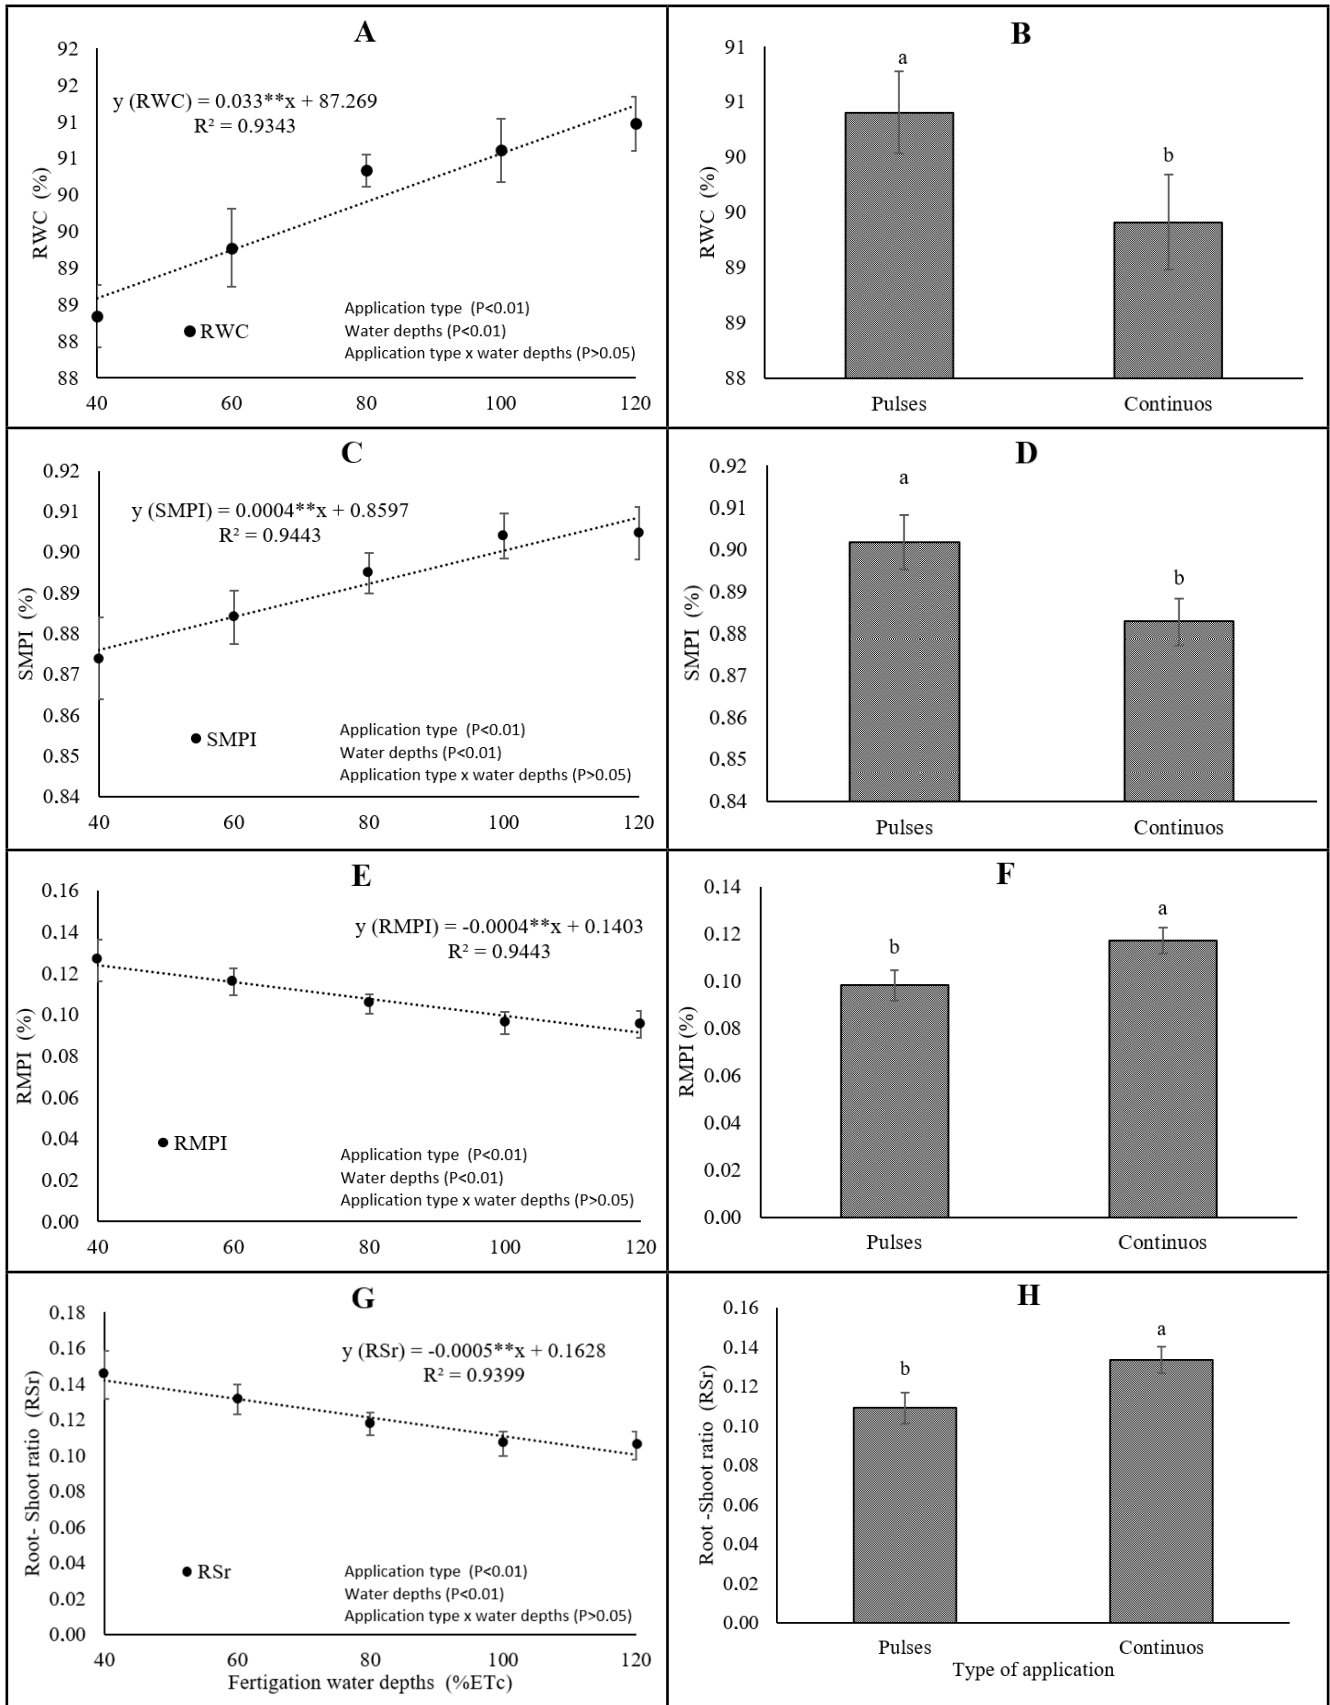 A
92
92
91
91
90
90
89
89
88
88
RWC (%)
y (RWC) = 0.033**x + 87.269
R² = 0.9343
RWC
Application type (P<0.01)
Water depths (P<0.01)
Application type x water depths (P>0.05)
40 60 80 100 120
B
91
91
90
90
89
89
88
RWC (%)
a
b
Pulses Continuos
C
0.92
0.91
0.90
0.89
0.88
0.87
0.86
0.85
0.84
SMPI (%)
y (SMPI) = 0.0004**x + 0.8597
R² = 0.9443
SMPI
Application type (P<0.01)
Water depths (P<0.01)
Application type x water depths (P>0.05)
40 60 80 100 120
D
0.92
0.91
0.90
0.89
0.88
0.87
0.86
0.85
0.84
SMPI (%)
a
b
Pulses Continuos
E
0.16
0.14
0.12
0.10
0.08
0.06
0.04
0.02
0.00
RMPI (%)
y (RMPI) = -0.0004**x + 0.1403
R² = 0.9443
RMPI
Application type (P<0.01)
Water depths (P<0.01)
Application type x water depths (P>0.05)
40 60 80 100 120
F
0.14
0.12
0.10
0.08
0.06
0.04
0.02
0.00
RMPI (%)
b
a
Pulses Continuos
G
0.18
0.16
0.14
0.12
0.10
0.08
0.06
0.04
0.02
0.00
Root- Shoot ratio (RSr)
y (RSr) = -0.0005**x + 0.1628
R² = 0.9399
RSr
Application type (P<0.01)
Water depths (P<0.01)
Application type x water depths (P>0.05)
40 60 80 100 120
Fertigation water depths (%ETc)
H
0.16
0.14
0.12
0.10
0.08
0.06
0.04
0.02
0.00
Root -Shoot ratio (RSr)
b
a
Pulses Continuos
Type of application